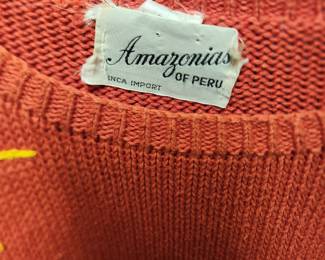 Amazonias
OF PERU
INCA IMPORT